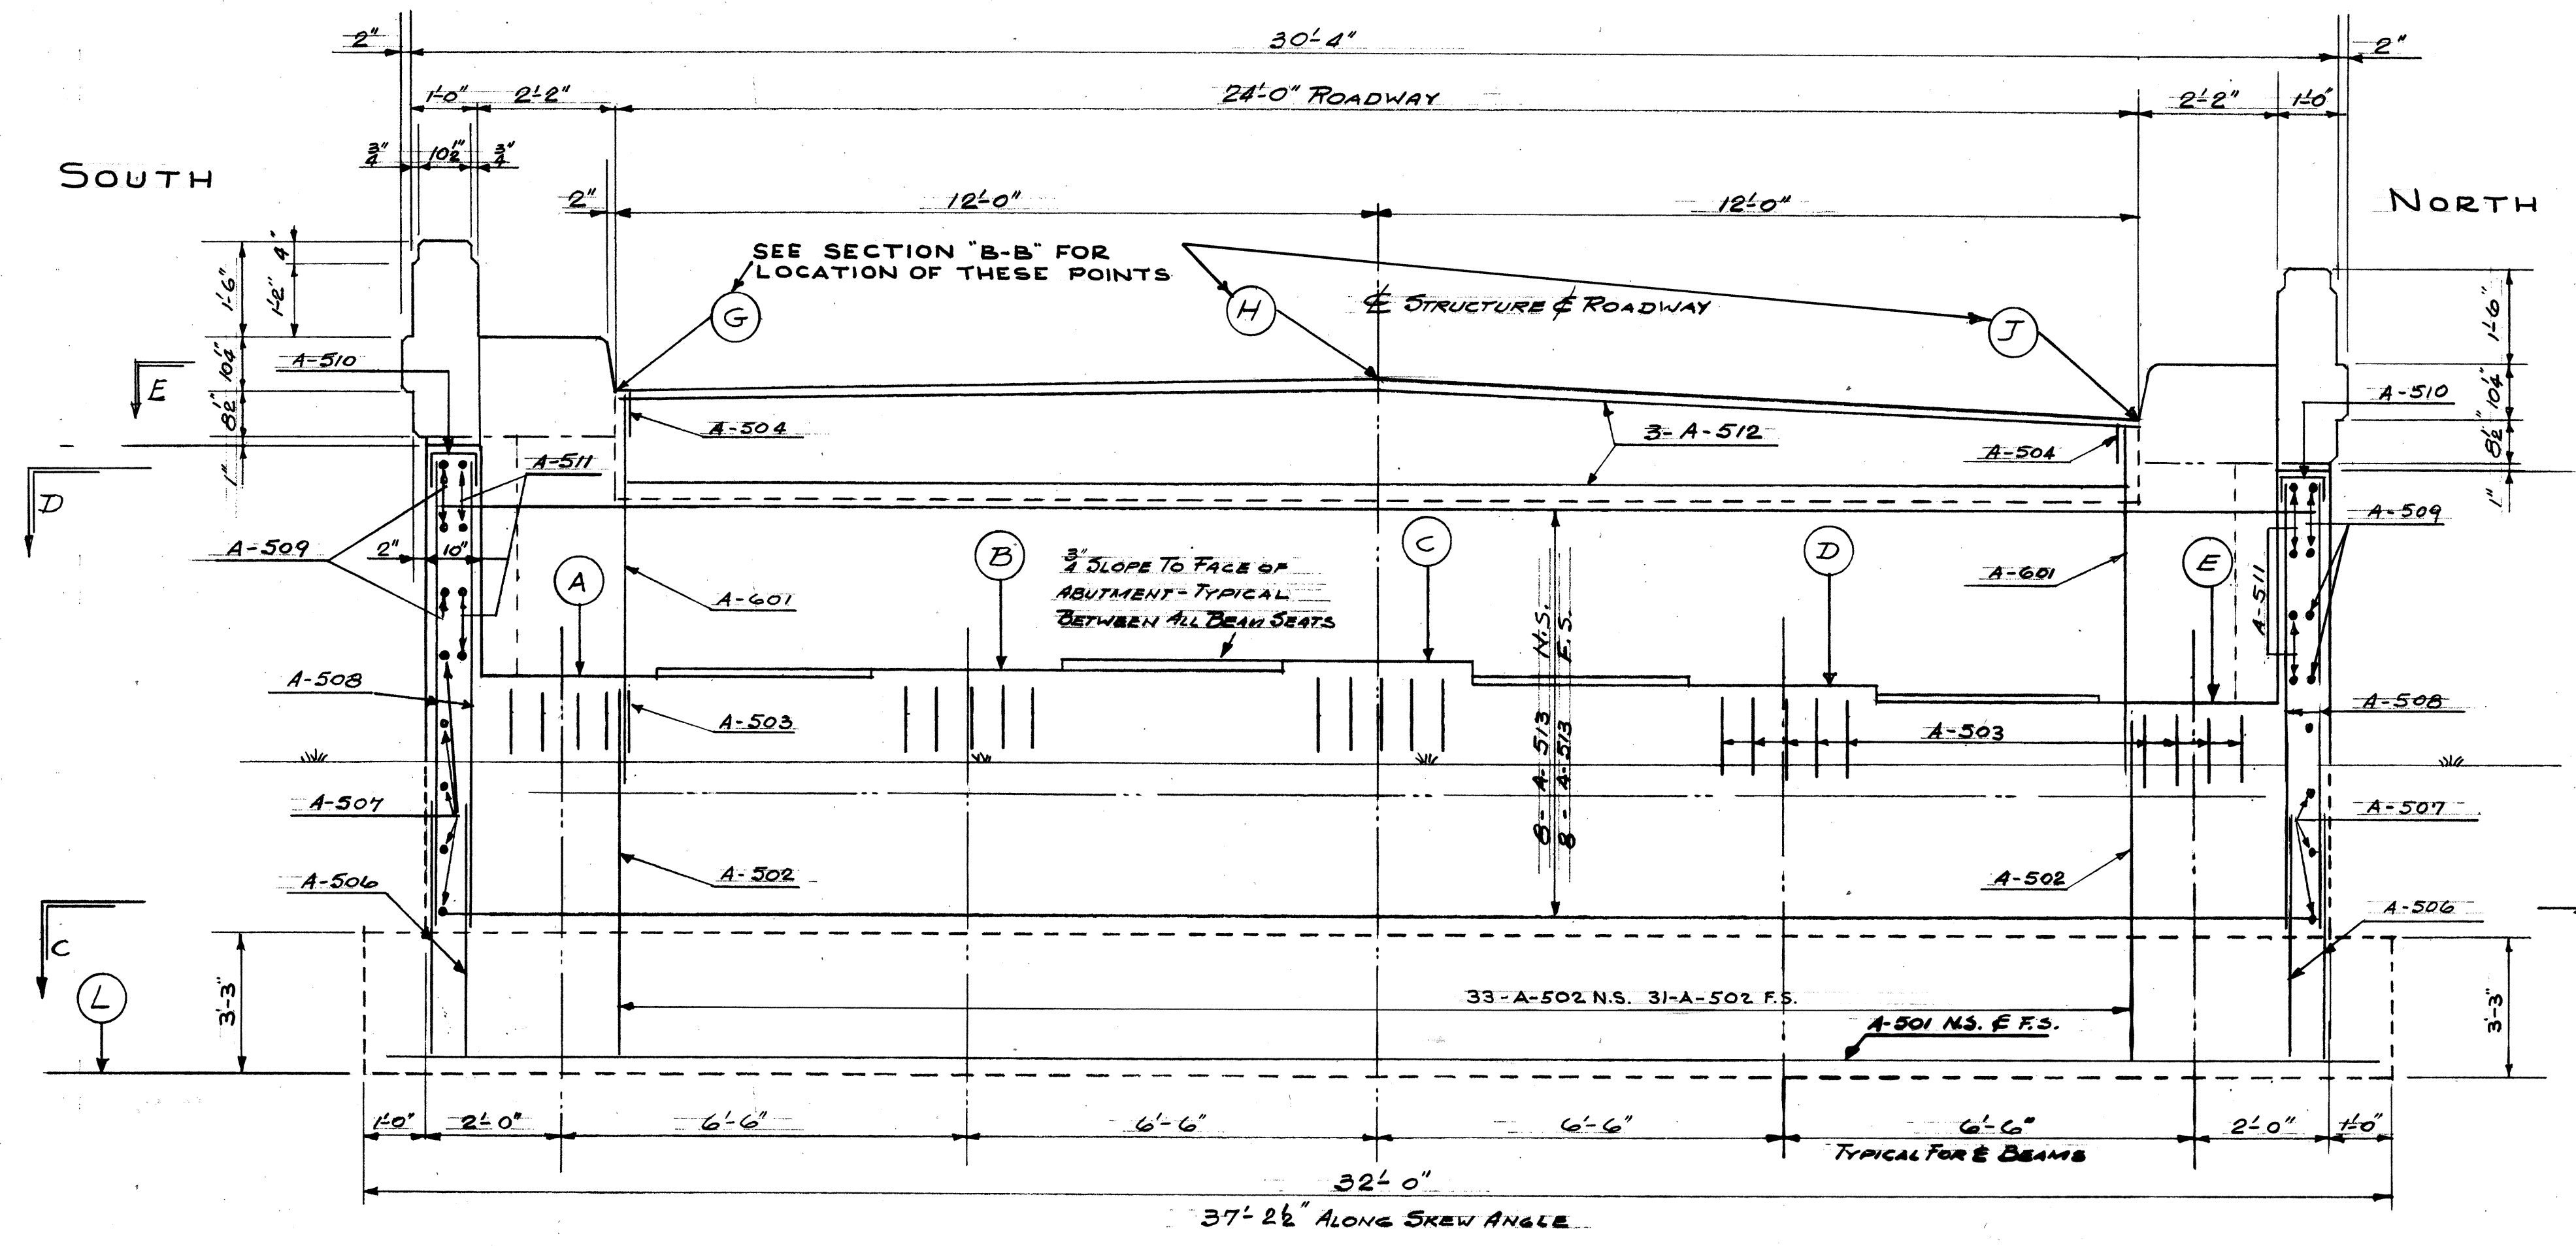 2" 30'-4" 2"
1'-0" 2'-2" 24'-0" ROADWAY 2'-2" 1'-0"
3/4" 10 1/2" 3/4"
SOUTH
NORTH
2" 12'-0" 12'-0"
SEE SECTION "B-B" FOR
LOCATION OF THESE POINTS
G
H
J
℄ STRUCTURE & ROADWAY
4"
1'-6"
1'-2"
10 1/4"
8 1/2"
1"
1'-6"
10 1/4"
8 1/2"
1"
E
D
A-510
A-510
A-504
3-A-512
A-504
A-511
A-509
2" 10"
A-509
A-511
A
B
C
D
E
3/4" SLOPE TO FACE OF
ABUTMENT-TYPICAL
BETWEEN ALL BEAM SEATS
A-601
A-601
8-A-513 N.S.
8-A-513 F.S.
A-508
A-503
A-503
A-508
A-507
A-507
A-506
A-502
A-502
A-506
C
L
3'-3"
33-A-502 N.S. 31-A-502 F.S.
A-501 N.S. & F.S.
3'-3"
1'-0" 2'-0" 6'-6" 6'-6" 6'-6" 6'-6" 2'-0" 1'-0"
TYPICAL FOR ℄ BEAMS
32'-0"
37'-2 1/2" ALONG SKEW ANGLE